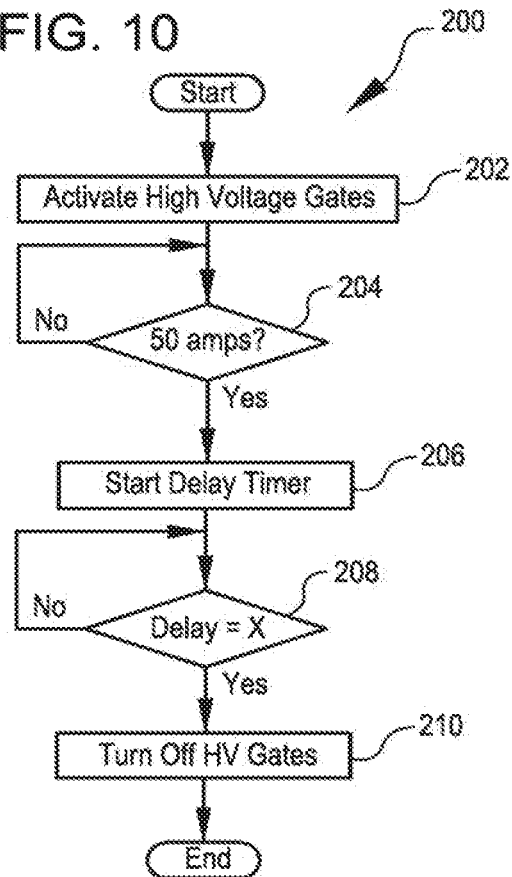 FIG. 10
200
Start
Activate High Voltage Gates
202
204
No
50 amps?
Yes
Start Delay Timer
206
208
No
Delay = X
Yes
210
Turn Off HV Gates
End